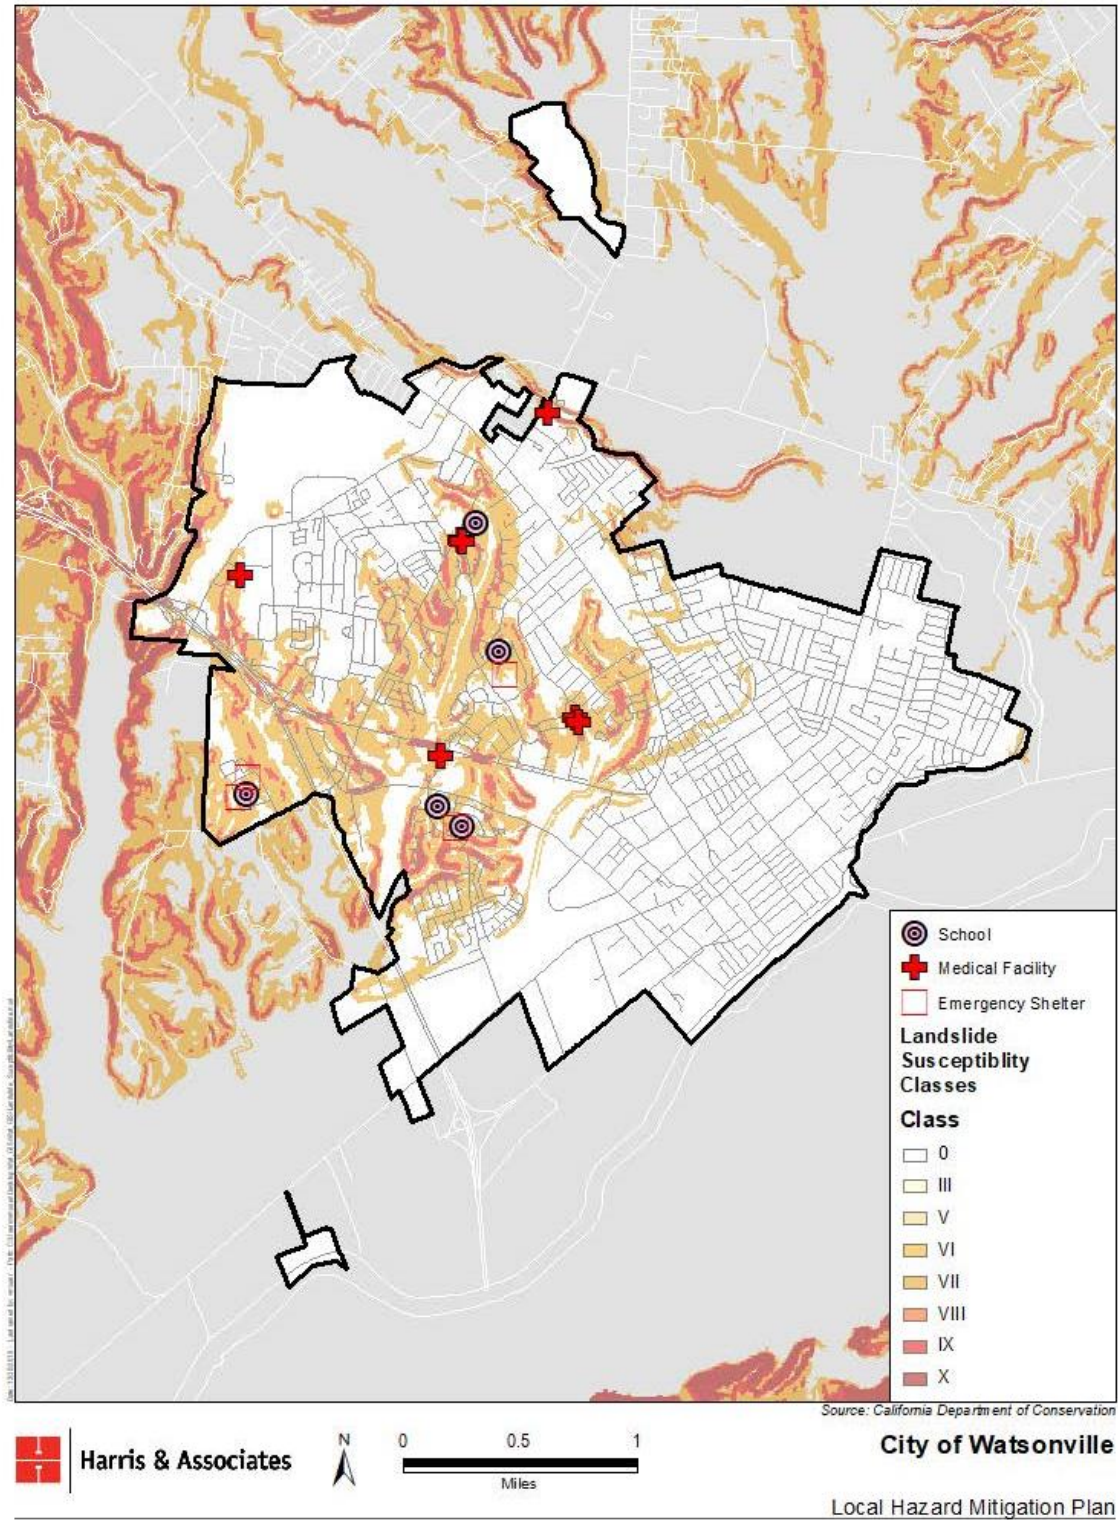 School
Medical Facility
Emergency Shelter
Landslide
Susceptiblity
Classes
Class
0
III
V
VI
VII
VIII
IX
X
Source: California Department of Conservation
Harris & Associates
N
0 0.5 1
Miles
City of Watsonville
Local Hazard Mitigation Plan